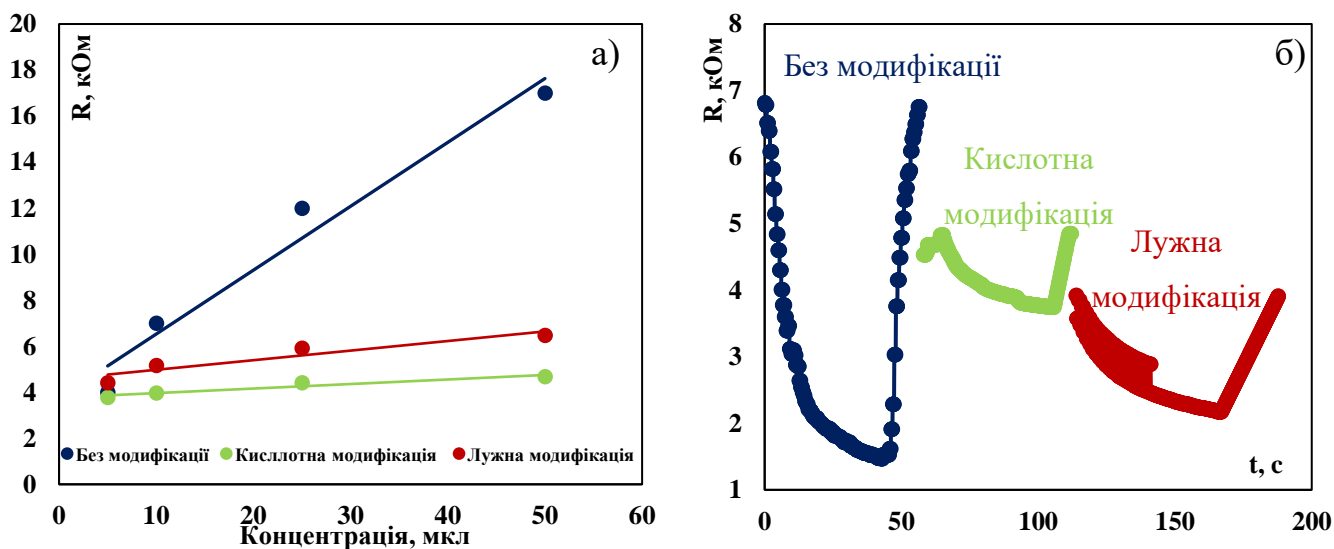 а)
R, кОм
20
18
16
14
12
10
8
6
4
2
0
Без модифікації Кисллотна модифікація Лужна модифікація
0 10 20 30 40 50 60
Концентрація, мкл
б)
R, кОм
8
7
6
5
4
3
2
1
Без модифікації
Кислотна
модифікація
Лужна
модифікація
t, с
0 50 100 150 200